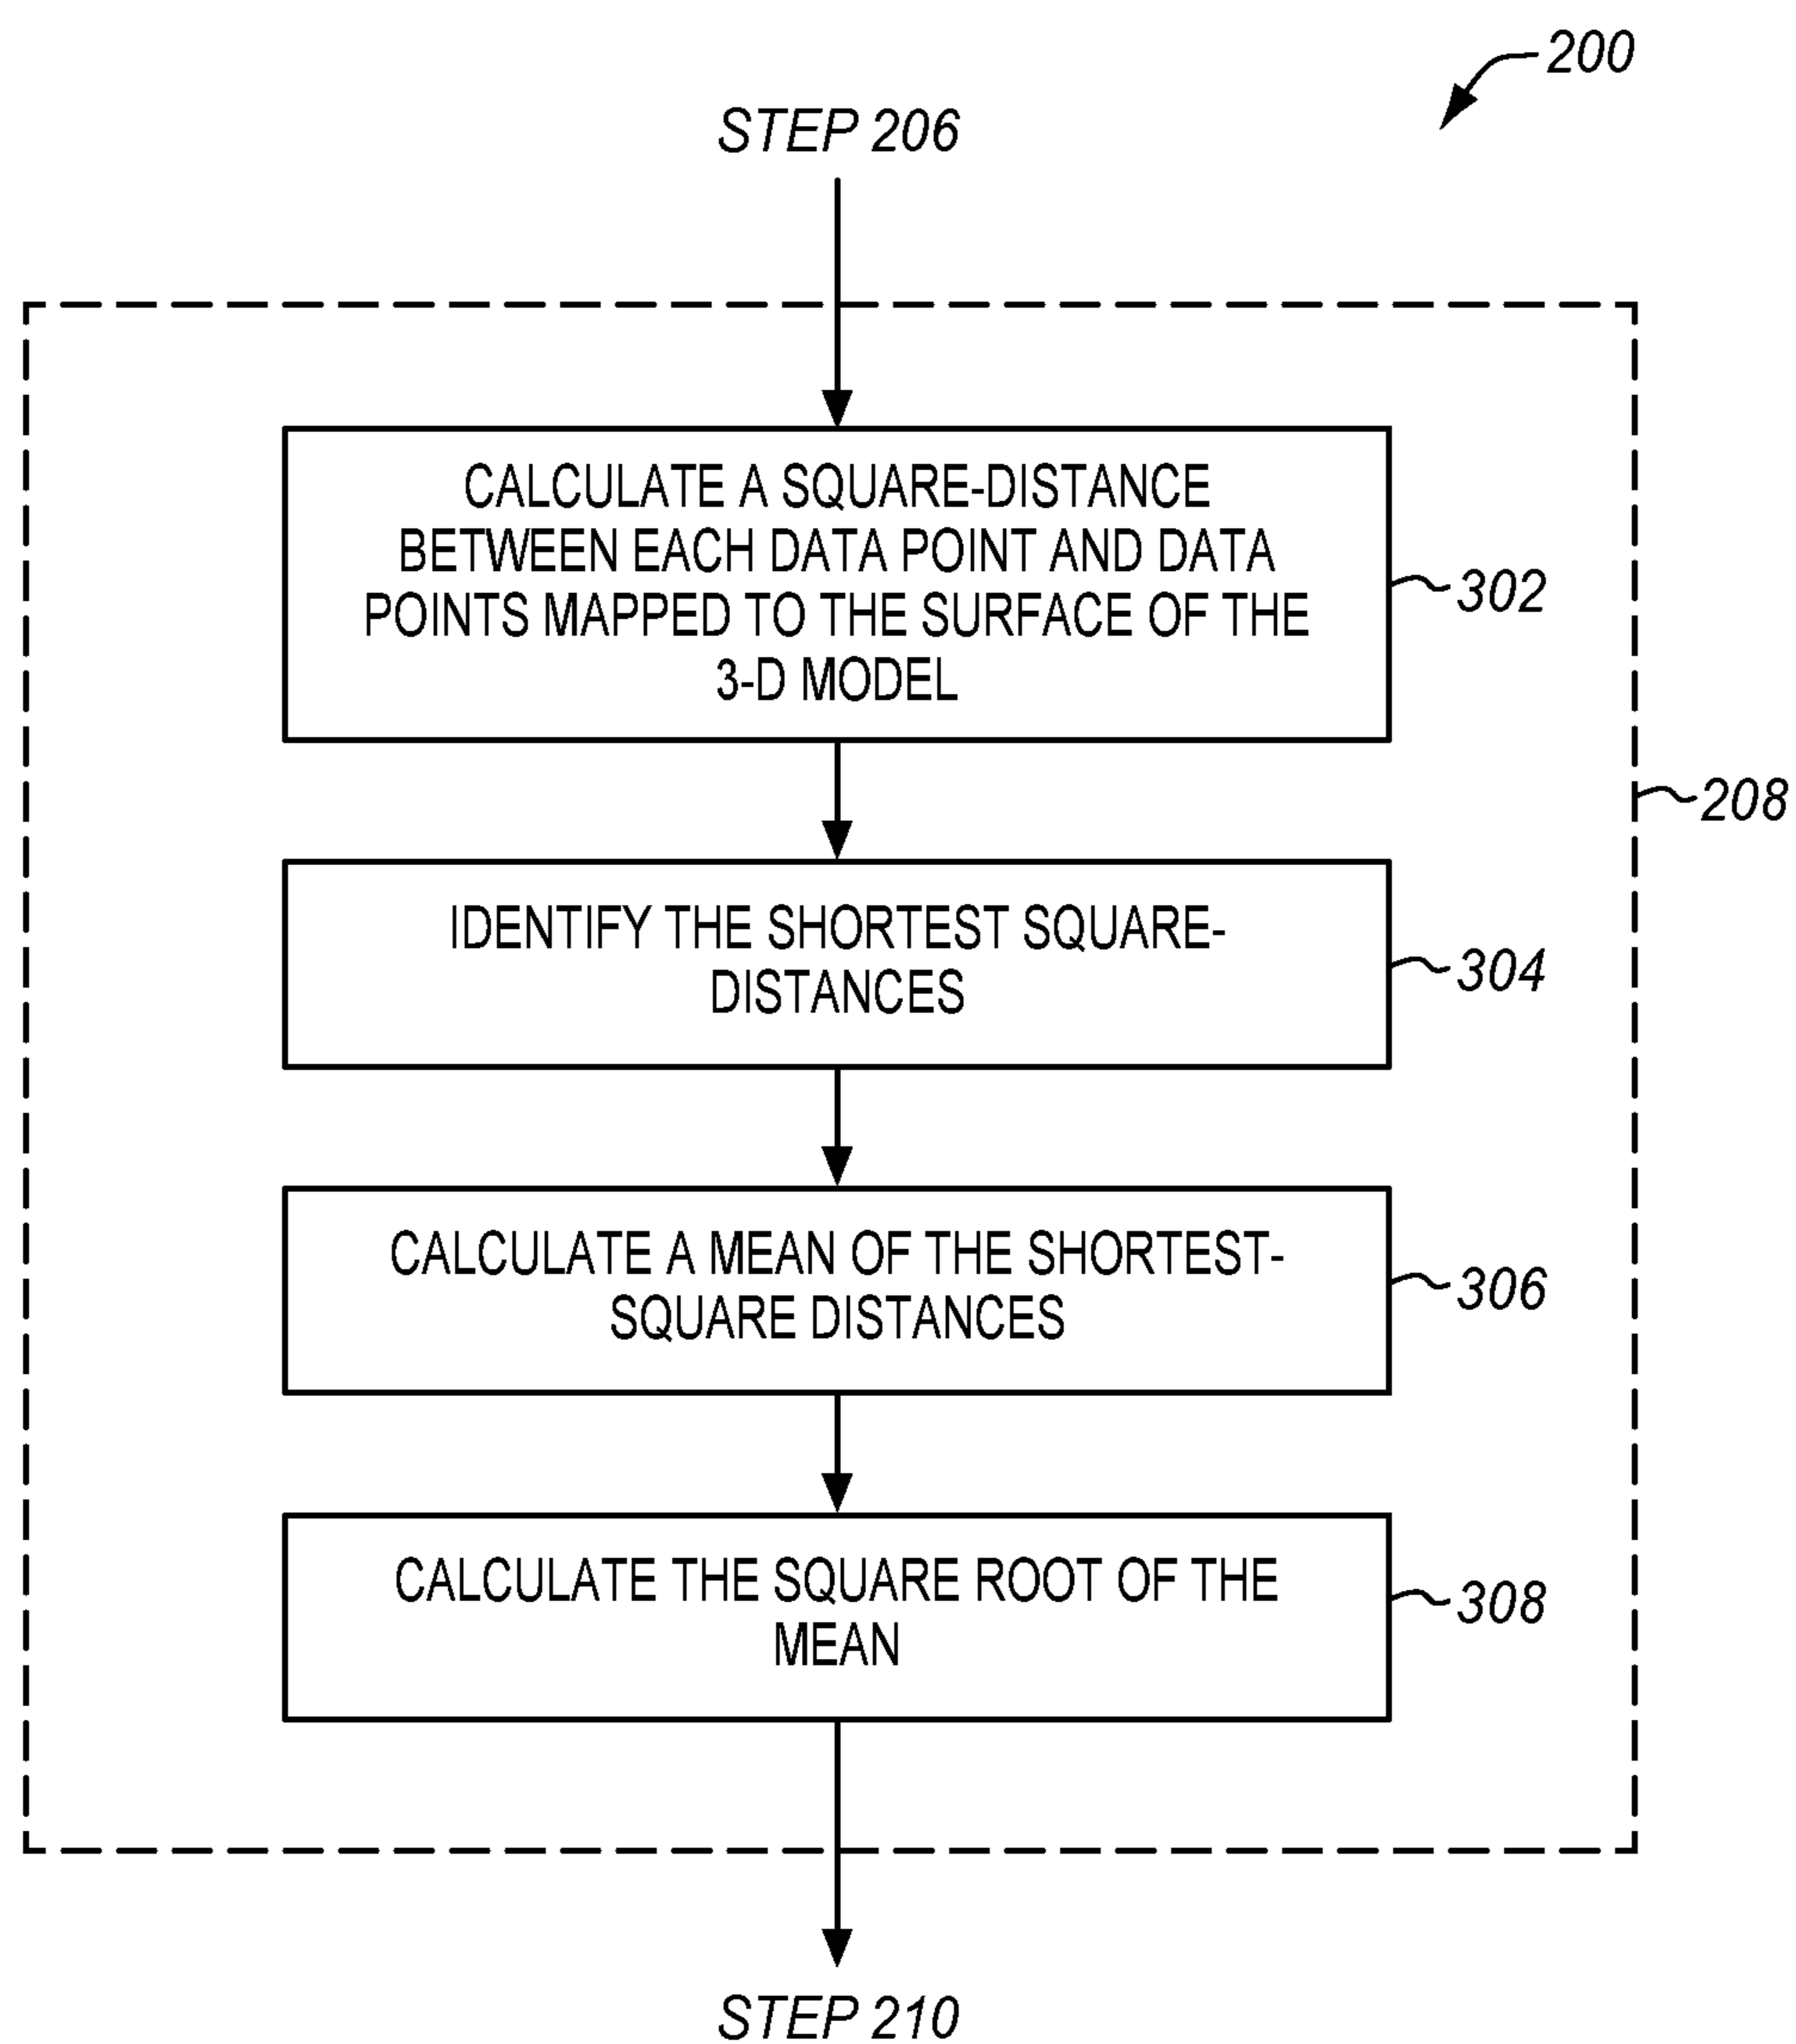 200
STEP 206
CALCULATE A SQUARE-DISTANCE
BETWEEN EACH DATA POINT AND DATA
POINTS MAPPED TO THE SURFACE OF THE
3-D MODEL
302
208
IDENTIFY THE SHORTEST SQUARE-
DISTANCES
304
CALCULATE A MEAN OF THE SHORTEST-
SQUARE DISTANCES
306
CALCULATE THE SQUARE ROOT OF THE
MEAN
308
STEP 210